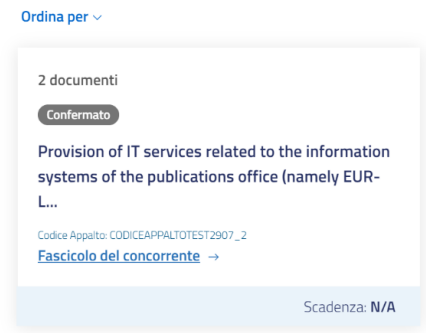 Ordina per
2 documenti
Confermato
Provision of IT services related to the information
systems of the publications office (namely EUR-
L...
Codice Appalto: CODICEAPPALTOTEST2907_2
Fascicolo del concorrente →
Scadenza: N/A